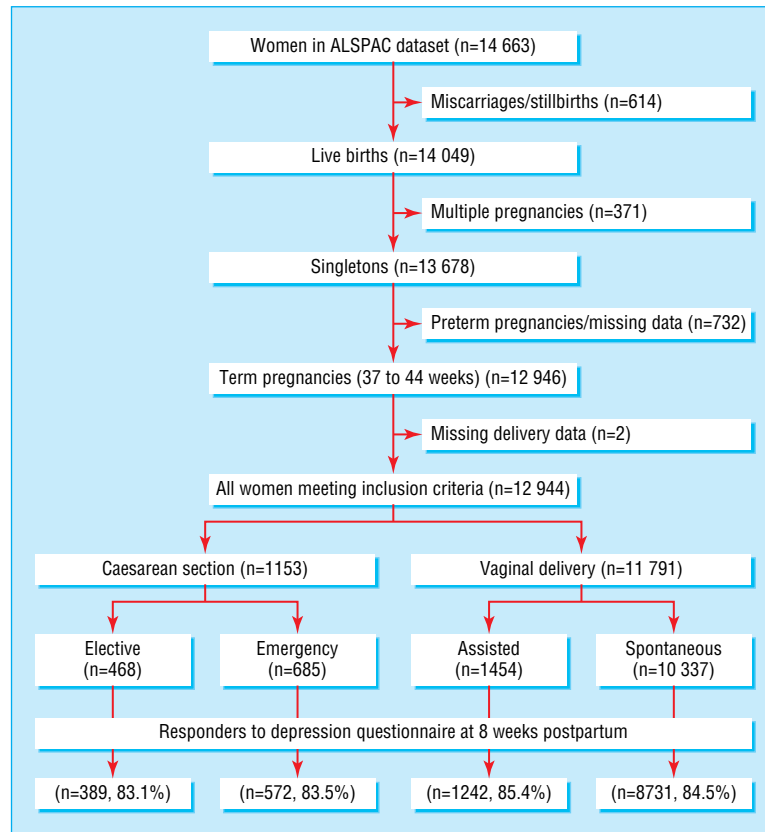 Women in ALSPAC dataset (n=14 663)
Miscarriages/stillbirths (n=614)
Live births (n=14 049)
Multiple pregnancies (n=371)
Singletons (n=13 678)
Preterm pregnancies/missing data (n=732)
Term pregnancies (37 to 44 weeks) (n=12 946)
Missing delivery data (n=2)
All women meeting inclusion criteria (n=12 944)
Caesarean section (n=1153)
Vaginal delivery (n=11 791)
Elective
(n=468)
Emergency
(n=685)
Assisted
(n=1454)
Spontaneous
(n=10 337)
Responders to depression questionnaire at 8 weeks postpartum
(n=389, 83.1%)
(n=572, 83.5%)
(n=1242, 85.4%)
(n=8731, 84.5%)